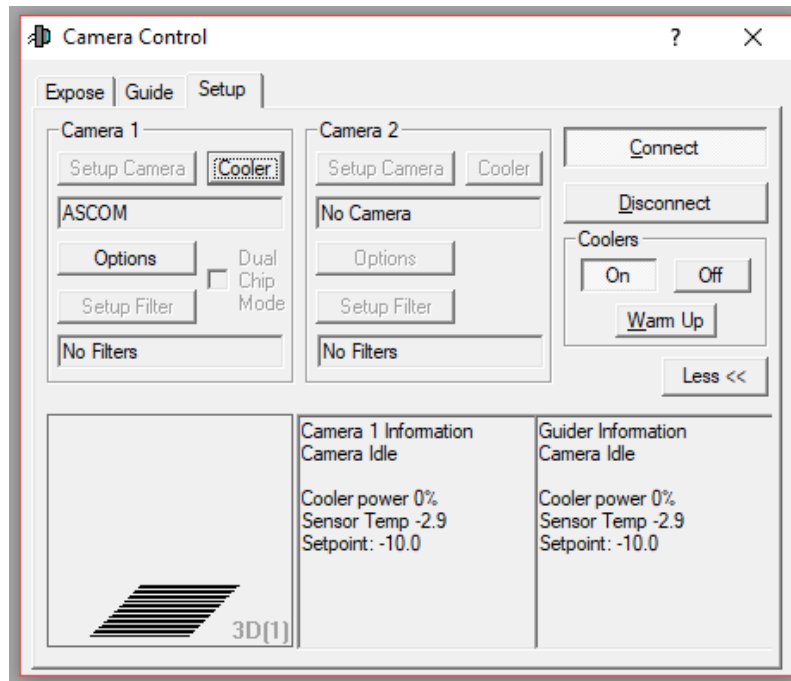 Camera Control
?
Expose Guide Setup
Camera 1
Setup Camera Cooler
ASCOM
Options
Dual
Chip
Mode
Setup Filter
No Filters
Camera 2
Setup Camera Cooler
No Camera
Options
Setup Filter
No Filters
Connect
Disconnect
Coolers
On Off
Warm Up
Less <<
3D(1)
Camera 1 Information
Camera Idle
Cooler power 0%
Sensor Temp -2.9
Setpoint: -10.0
Guider Information
Camera Idle
Cooler power 0%
Sensor Temp -2.9
Setpoint: -10.0